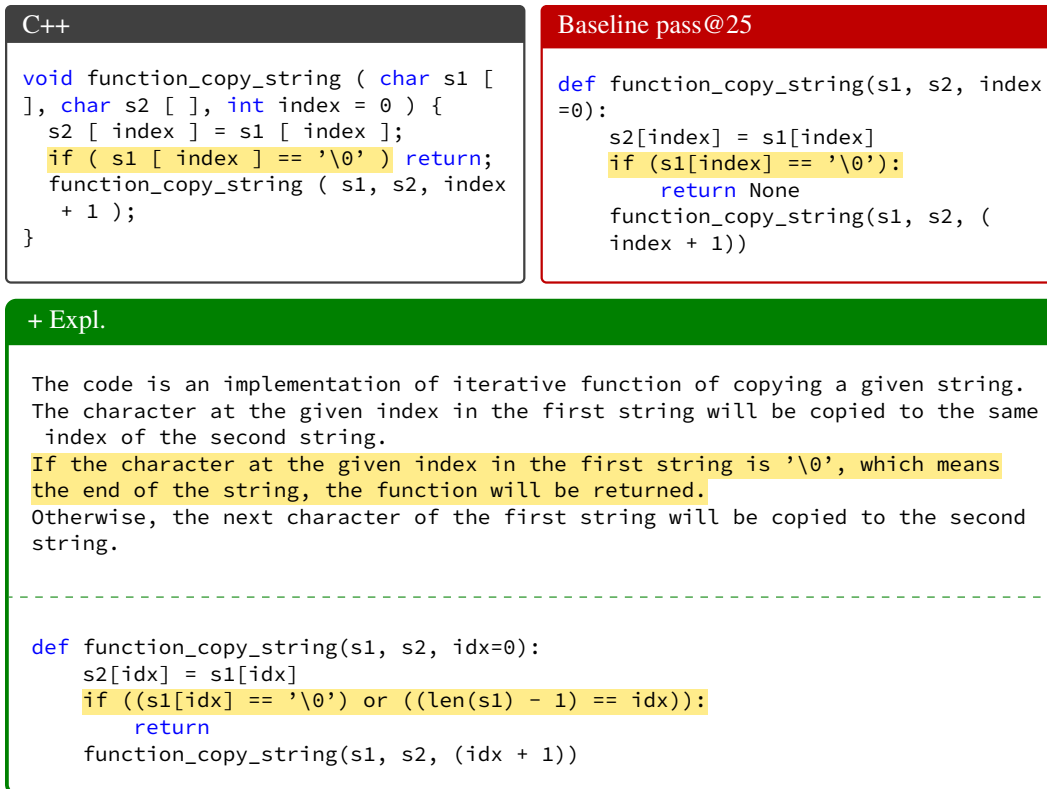 C++
void function_copy_string ( char s1 [
], char s2 [ ], int index = 0 ) {
  s2 [ index ] = s1 [ index ];
  if ( s1 [ index ] == '\0' ) return;
  function_copy_string ( s1, s2, index
   + 1 );
}
Baseline pass@25
def function_copy_string(s1, s2, index
=0):
    s2[index] = s1[index]
    if (s1[index] == '\0'):
        return None
    function_copy_string(s1, s2, (
    index + 1))
+ Expl.
The code is an implementation of iterative function of copying a given string.
The character at the given index in the first string will be copied to the same
 index of the second string.
If the character at the given index in the first string is '\0', which means
the end of the string, the function will be returned.
Otherwise, the next character of the first string will be copied to the second
string.
def function_copy_string(s1, s2, idx=0):
    s2[idx] = s1[idx]
    if ((s1[idx] == '\0') or ((len(s1) - 1) == idx)):
        return
    function_copy_string(s1, s2, (idx + 1))